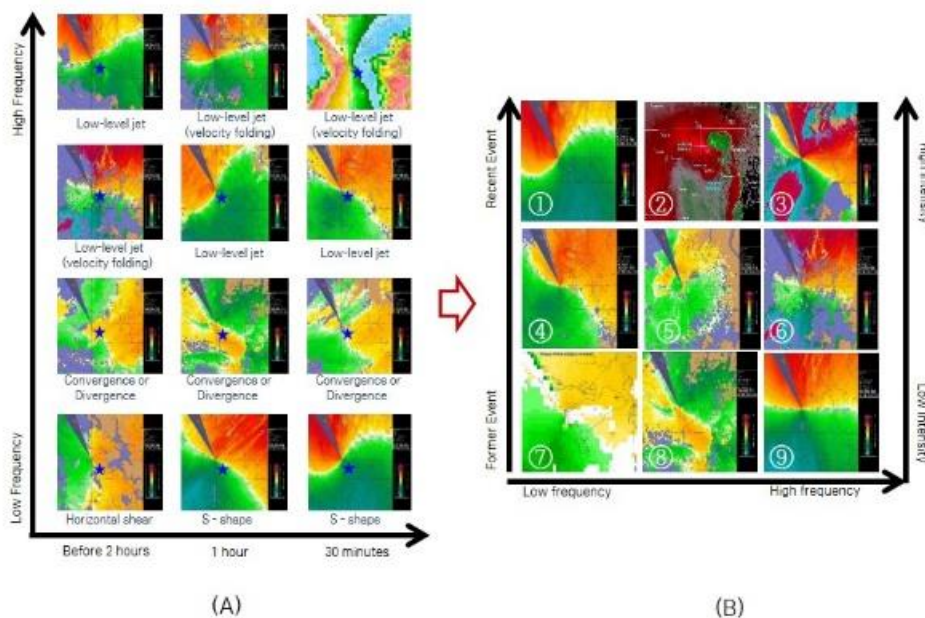 High Frequency
Low Frequency
Low-level jet
Low-level jet
(velocity folding)
Low-level jet
(velocity folding)
Low-level jet
(velocity folding)
Low-level jet
Low-level jet
Convergence or
Divergence
Convergence or
Divergence
Convergence or
Divergence
Horizontal shear
S - shape
S - shape
Before 2 hours
1 hour
30 minutes
(A)
Recent Event
Former Event
①
②
③
④
⑤
⑥
⑦
⑧
⑨
High Intensity
Low Intensity
Low frequency
High frequency
(B)